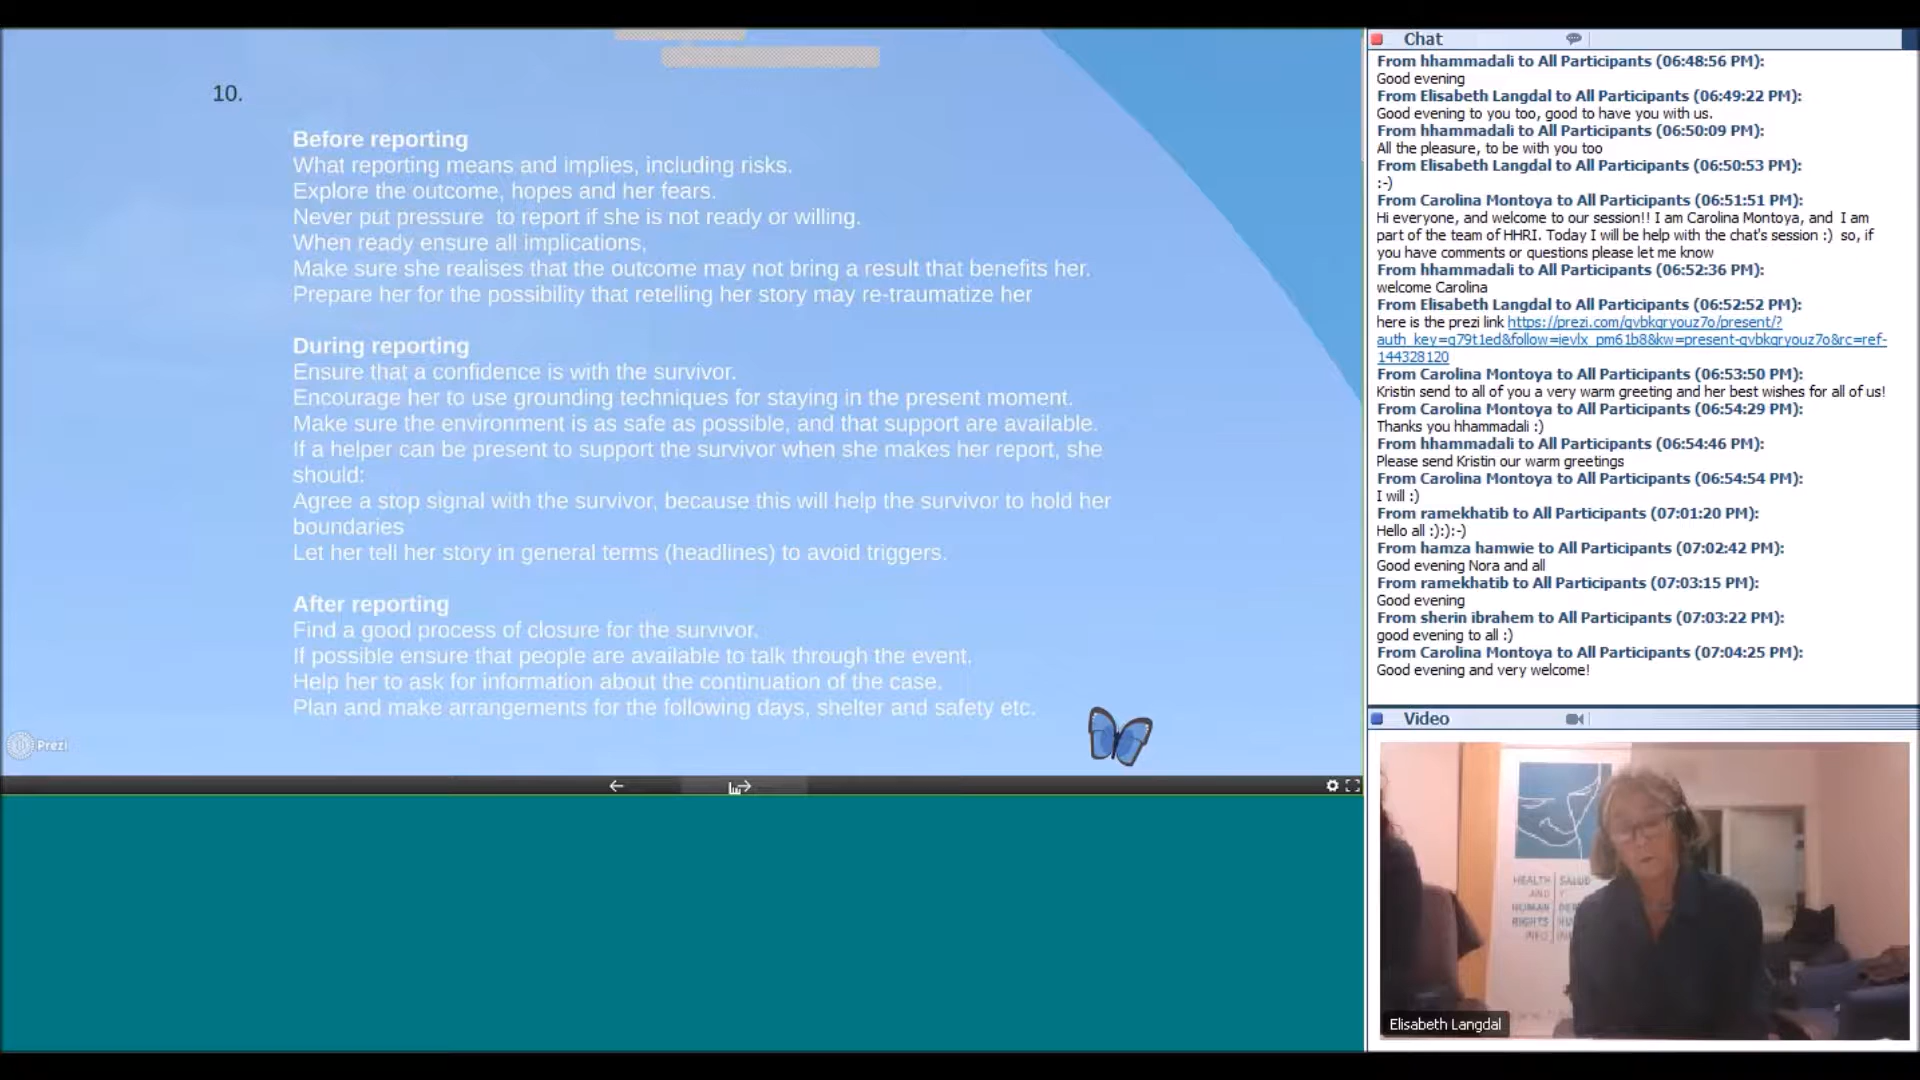 10.
Before reporting
What reporting means and implies, including risks.
Explore the outcome, hopes and her fears.
Never put pressure  to report if she is not ready or willing.
When ready ensure all implications,
Make sure she realises that the outcome may not bring a result that benefits her.
Prepare her for the possibility that retelling her story may re-traumatize her
During reporting
Ensure that a confidence is with the survivor.
Encourage her to use grounding techniques for staying in the present moment.
Make sure the environment is as safe as possible, and that support are available.
If a helper can be present to support the survivor when she makes her report, she
should:
Agree a stop signal with the survivor, because this will help the survivor to hold her
boundaries
Let her tell her story in general terms (headlines) to avoid triggers.
After reporting
Find a good process of closure for the survivor.
If possible ensure that people are available to talk through the event.
Help her to ask for information about the continuation of the case.
Plan and make arrangements for the following days, shelter and safety etc.
Prezi
Chat
From hhammadali to All Participants (06:48:56 PM):
Good evening
From Elisabeth Langdal to All Participants (06:49:22 PM):
Good evening to you too, good to have you with us.
From hhammadali to All Participants (06:50:09 PM):
All the pleasure, to be with you too
From Elisabeth Langdal to All Participants (06:50:53 PM):
:-)
From Carolina Montoya to All Participants (06:51:51 PM):
Hi everyone, and welcome to our session!! I am Carolina Montoya, and  I am
part of the team of HHRI. Today I will be help with the chat's session :)  so, if
you have comments or questions please let me know
From hhammadali to All Participants (06:52:36 PM):
welcome Carolina
From Elisabeth Langdal to All Participants (06:52:52 PM):
here is the prezi link https://prezi.com/gvbkqryouz7o/present/?
auth_key=g79t1ed&follow=ievlx_pm61b8&kw=present-gvbkqryouz7o&rc=ref-
144328120
From Carolina Montoya to All Participants (06:53:50 PM):
Kristin send to all of you a very warm greeting and her best wishes for all of us!
From Carolina Montoya to All Participants (06:54:29 PM):
Thanks you hhammadali :)
From hhammadali to All Participants (06:54:46 PM):
Please send Kristin our warm greetings
From Carolina Montoya to All Participants (06:54:54 PM):
I will :)
From ramekhatib to All Participants (07:01:20 PM):
Hello all :):):-)
From hamza hamwie to All Participants (07:02:42 PM):
Good evening Nora and all
From ramekhatib to All Participants (07:03:15 PM):
Good evening
From sherin ibrahem to All Participants (07:03:22 PM):
good evening to all :)
From Carolina Montoya to All Participants (07:04:25 PM):
Good evening and very welcome!
Video
HEALTH SALUD
AND Y
HUMAN
RIGHTS
INFO
Elisabeth Langdal